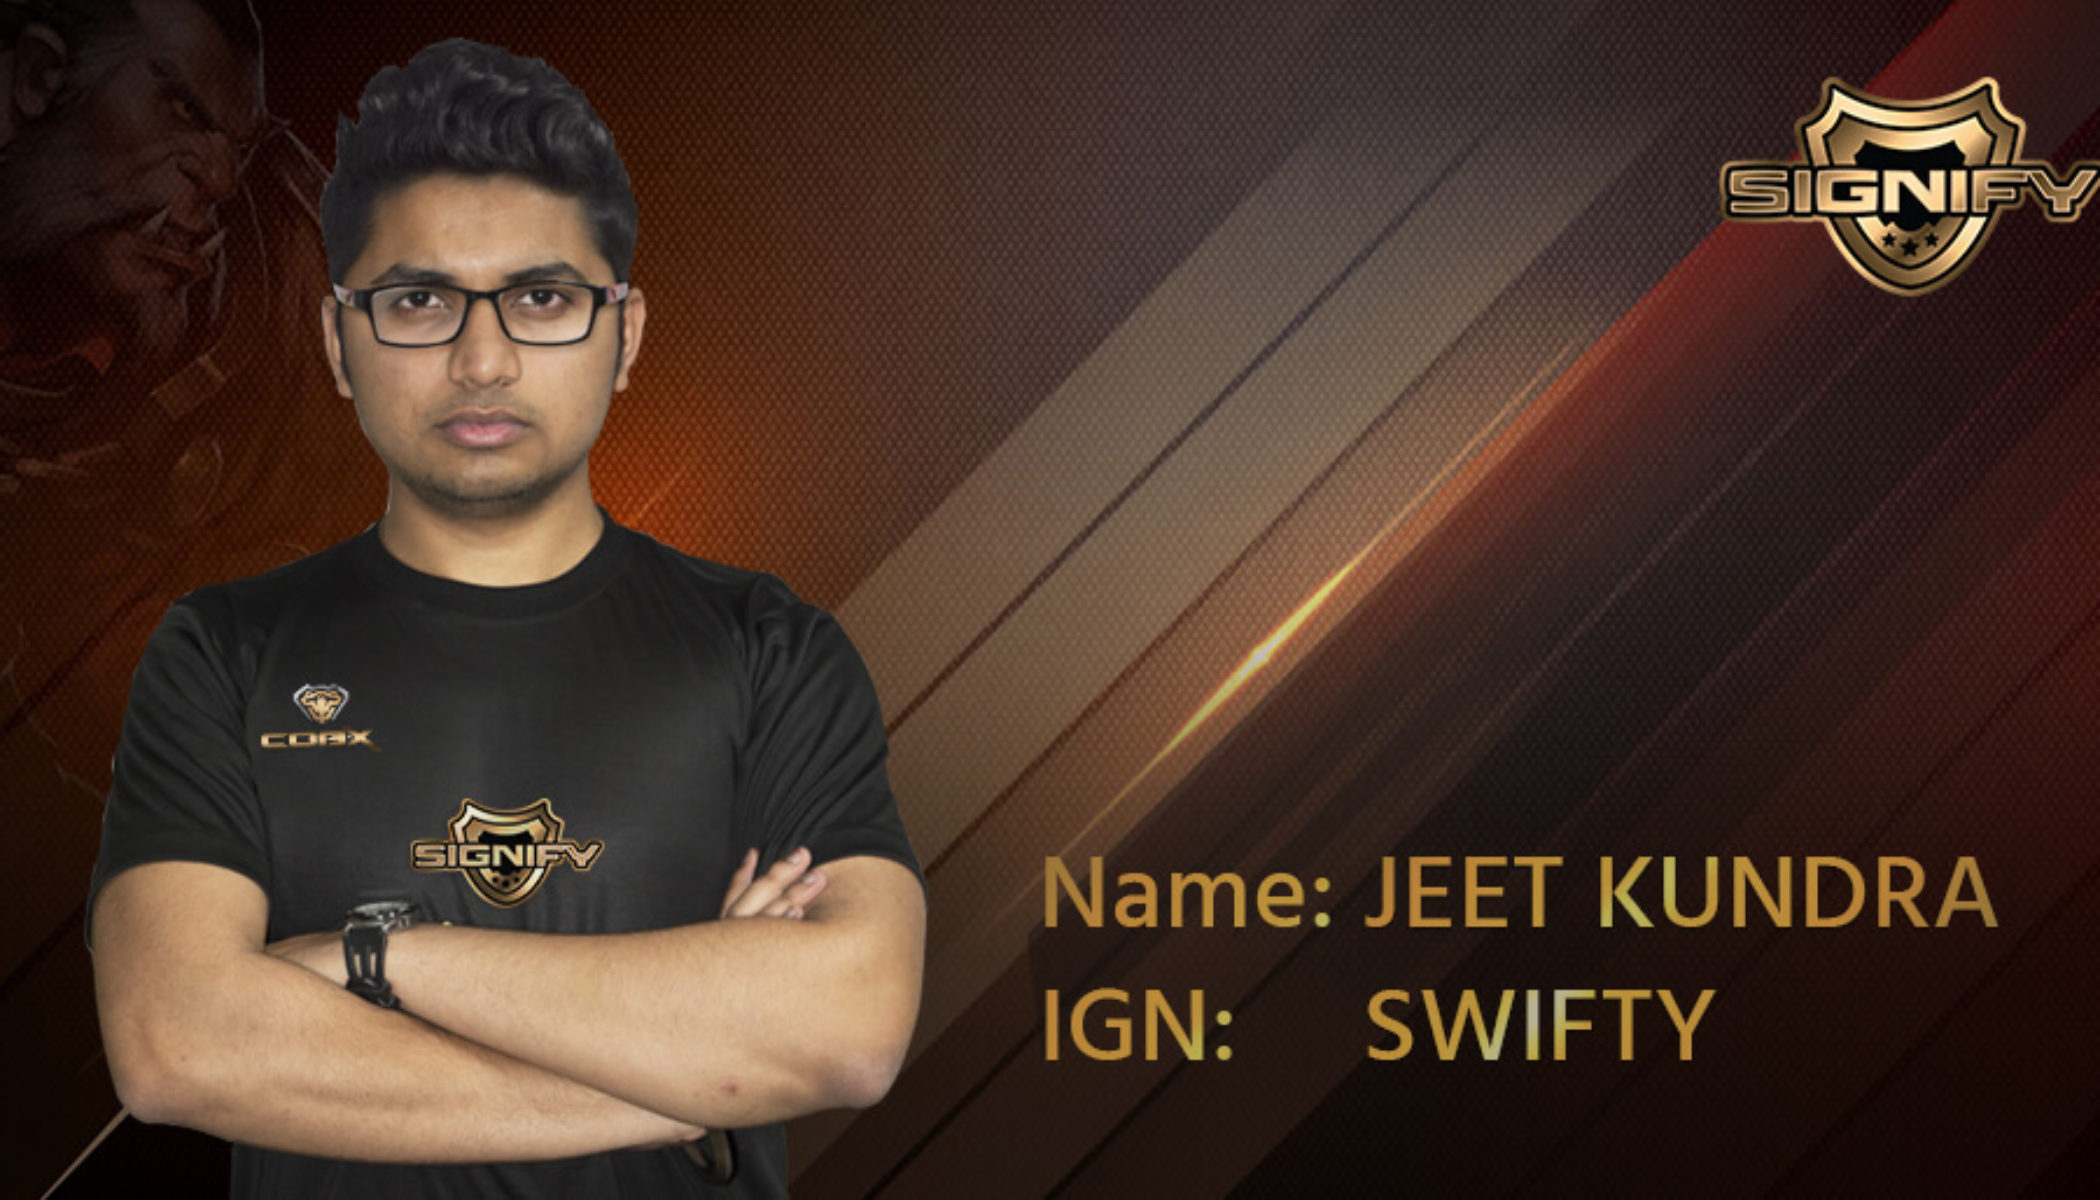 SIGNIFY
COBX
SIGNIFY
Name: JEET KUNDRA
IGN: SWIFTY